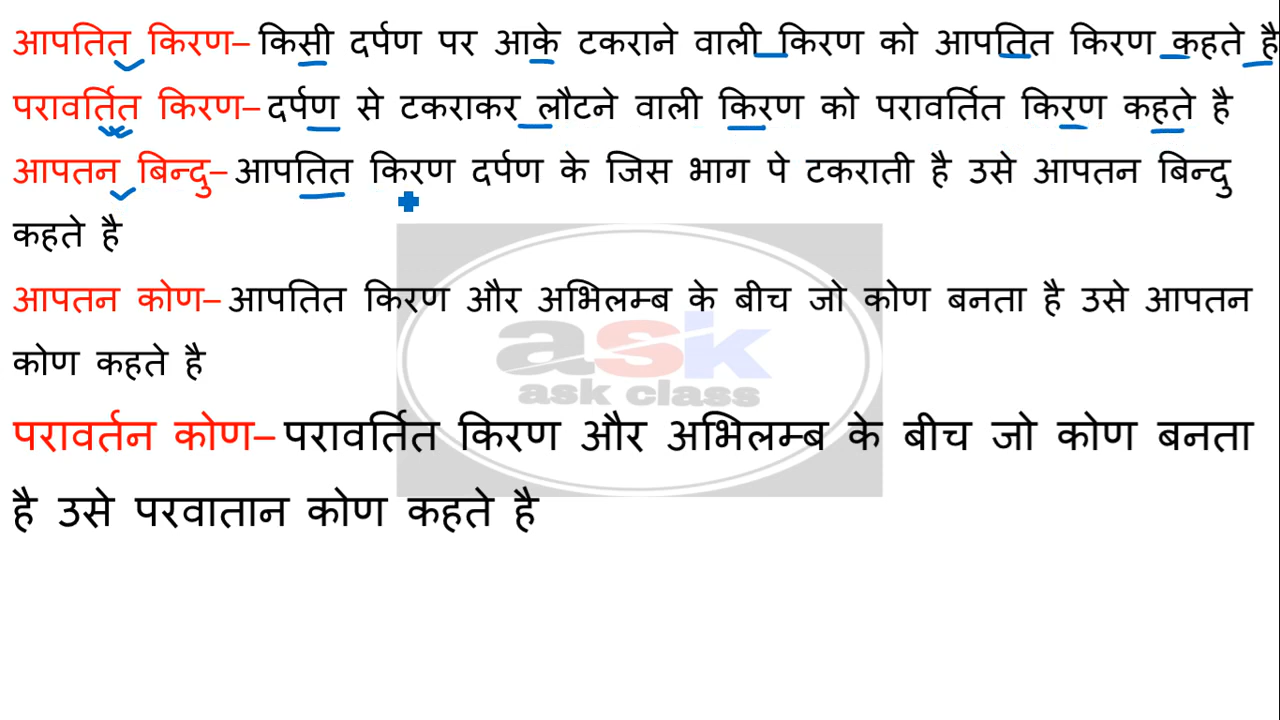 आपतित किरण– किसी दर्पण पर आके टकराने वाली किरण को आपतित किरण कहते है
परावर्तित किरण– दर्पण से टकराकर लौटने वाली किरण को परावर्तित किरण कहते है
आपतन बिन्दु– आपतित किरण दर्पण के जिस भाग पे टकराती है उसे आपतन बिन्दु
कहते है
आपतन कोण– आपतित किरण और अभिलम्ब के बीच जो कोण बनता है उसे आपतन
कोण कहते है
ask
ask class
परावर्तन कोण– परावर्तित किरण और अभिलम्ब के बीच जो कोण बनता
है उसे परवातान कोण कहते है